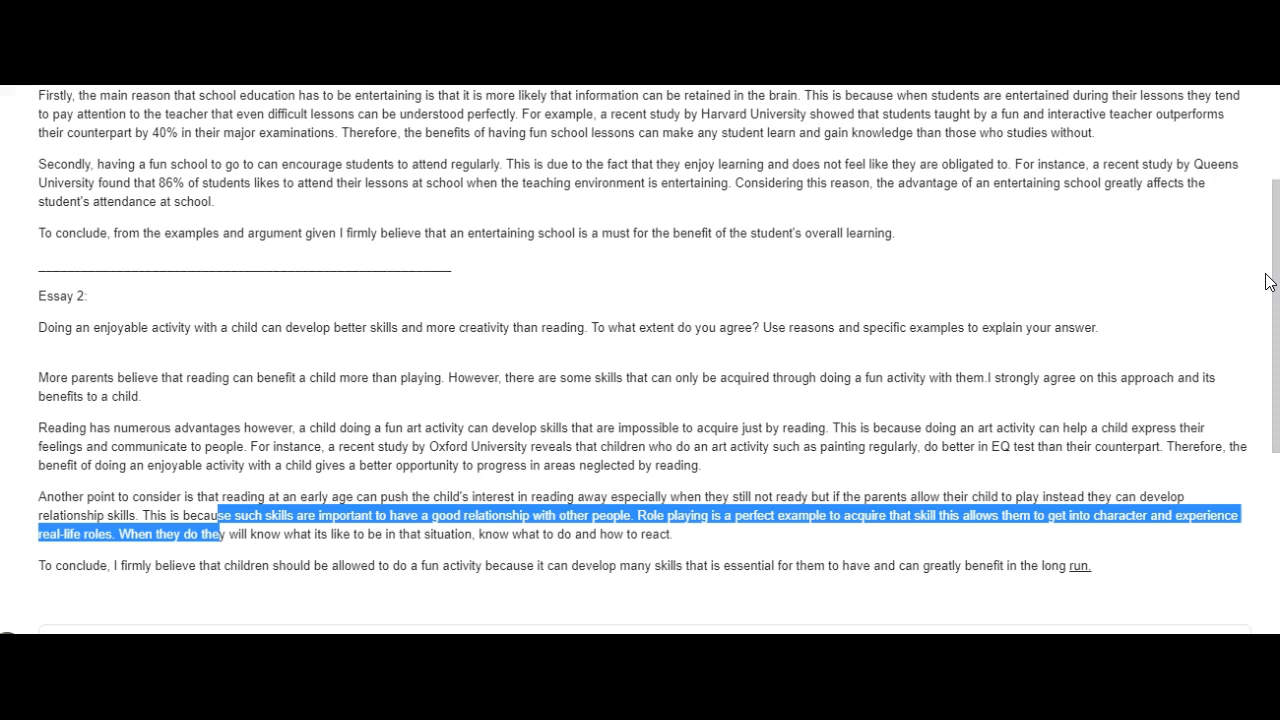 Firstly, the main reason that school education has to be entertaining is that it is more likely that information can be retained in the brain. This is because when students are entertained during their lessons they tend
to pay attention to the teacher that even difficult lessons can be understood perfectly. For example, a recent study by Harvard University showed that students taught by a fun and interactive teacher outperforms
their counterpart by 40% in their major examinations. Therefore, the benefits of having fun school lessons can make any student learn and gain knowledge than those who studies without.
Secondly, having a fun school to go to can encourage students to attend regularly. This is due to the fact that they enjoy learning and does not feel like they are obligated to. For instance, a recent study by Queens
University found that 86% of students likes to attend their lessons at school when the teaching environment is entertaining. Considering this reason, the advantage of an entertaining school greatly affects the
student's attendance at school.
To conclude, from the examples and argument given I firmly believe that an entertaining school is a must for the benefit of the student's overall learning.
Essay 2:
Doing an enjoyable activity with a child can develop better skills and more creativity than reading. To what extent do you agree? Use reasons and specific examples to explain your answer.
More parents believe that reading can benefit a child more than playing. However, there are some skills that can only be acquired through doing a fun activity with them.I strongly agree on this approach and its
benefits to a child.
Reading has numerous advantages however, a child doing a fun art activity can develop skills that are impossible to acquire just by reading. This is because doing an art activity can help a child express their
feelings and communicate to people. For instance, a recent study by Oxford University reveals that children who do an art activity such as painting regularly, do better in EQ test than their counterpart. Therefore, the
benefit of doing an enjoyable activity with a child gives a better opportunity to progress in areas neglected by reading.
Another point to consider is that reading at an early age can push the child's interest in reading away especially when they still not ready but if the parents allow their child to play instead they can develop
relationship skills. This is because such skills are important to have a good relationship with other people. Role playing is a perfect example to acquire that skill this allows them to get into character and experience
real-life roles. When they do they will know what its like to be in that situation, know what to do and how to react.
To conclude, I firmly believe that children should be allowed to do a fun activity because it can develop many skills that is essential for them to have and can greatly benefit in the long run.